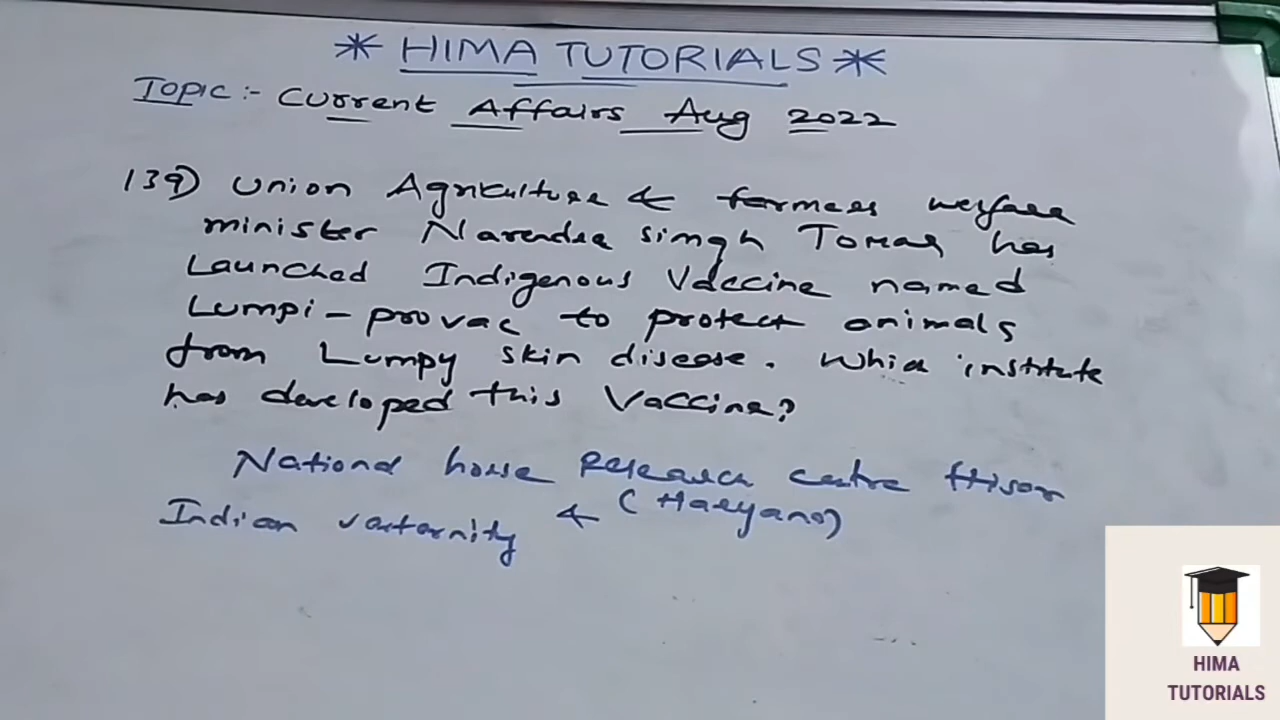 * HIMA TUTORIALS *
Topic:- Current Affairs Aug 2022
139) Union Agriculture & farmers welfare
minister Narendra Singh Tomar has
Launched Indigenous Vaccine named
Lumpi-provac to protect animals
from Lumpy skin disease. Which institute
has developed this Vaccine?
National horse Research centre Hisar
Indian veternity & (Haryana)
HIMA
TUTORIALS